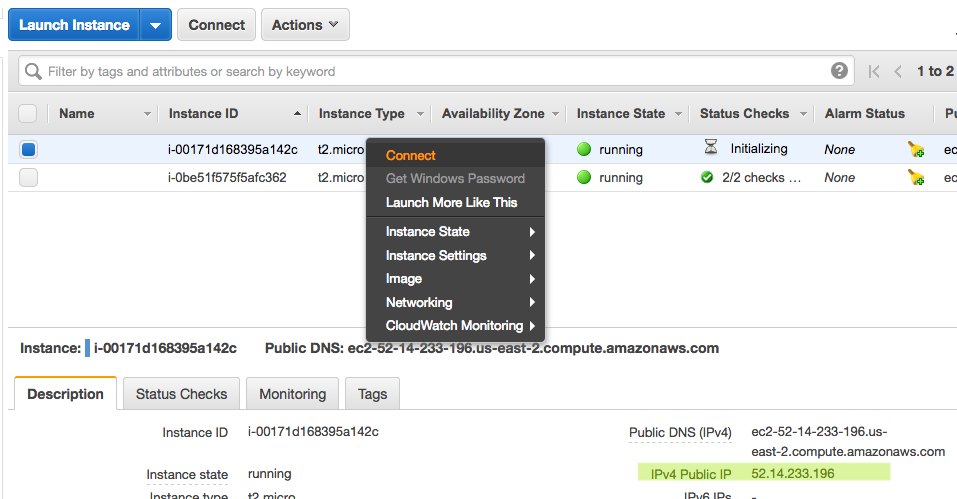 Launch Instance Connect Actions
Filter by tags and attributes or search by keyword ? 1 to 2
Name Instance ID Instance Type Availability Zone Instance State Status Checks Alarm Status
i-00171d168395a142c t2.micro running Initializing None ec
i-0be51f575f5afc362 t2.micro running 2/2 checks ... None ec
Connect
Get Windows Password
Launch More Like This
Instance State
Instance Settings
Image
Networking
CloudWatch Monitoring
Instance: i-00171d168395a142c Public DNS: ec2-52-14-233-196.us-east-2.compute.amazonaws.com
Description Status Checks Monitoring Tags
Instance ID i-00171d168395a142c Public DNS (IPv4) ec2-52-14-233-196.us-
east-2.compute.amazonaws.com
Instance state running IPv4 Public IP 52.14.233.196
Instance type t2.micro IPv6 IPs -